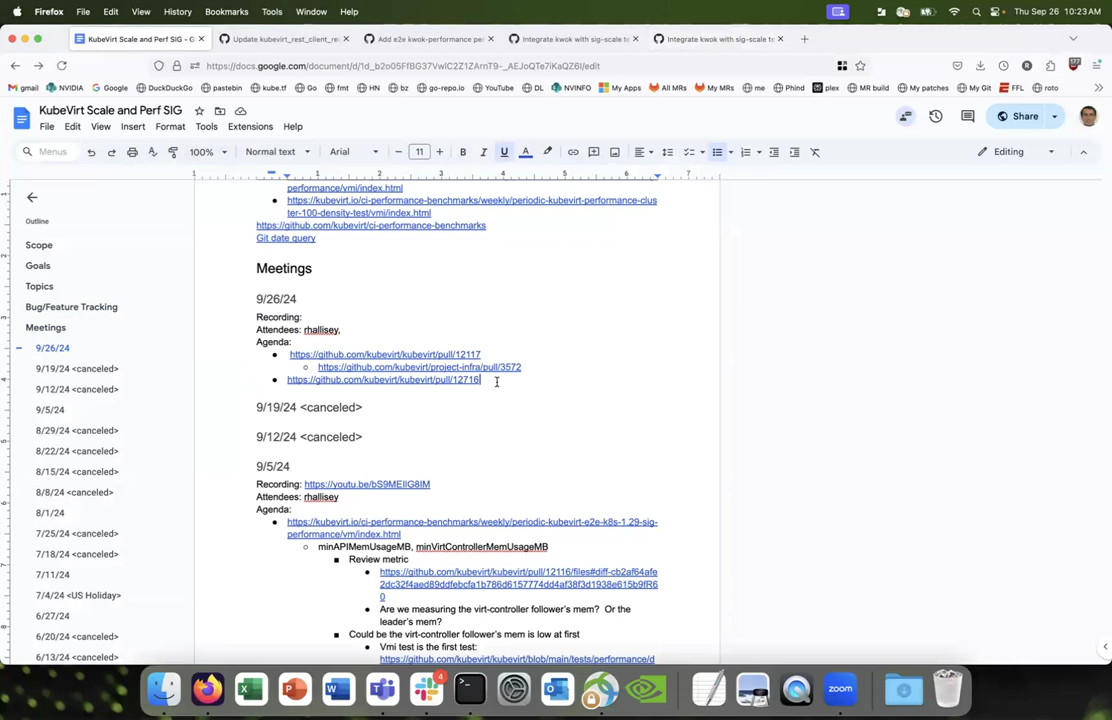 Firefox File Edit View History Bookmarks Tools Window Help Thu Sep 26 10:23 AM
KubeVirt Scale and Perf SIG - G Update kubevirt_rest_client_re Add e2e kwok-performance pe Integrate kwok with sig-scale t Integrate kwok with sig-scale t
https://docs.google.com/document/d/1d_b2o05FfBG37VwlC2Z1ZArnT9-_AEJoQTe7iKaQZ6I/edit
gmail NVIDIA Google DuckDuckGo pastebin kube.tf Go fmt HN bz go-repo.io YouTube DL NVINFO My Apps All MRs My MRs me Phind plex MR build My patches My Git FFL roto
KubeVirt Scale and Perf SIG
File Edit View Insert Format Tools Extensions Help
Share
Menus 100% Normal text Arial 11 Editing
1 1 2 3 4 5 6 7
Outline
Scope
Goals
Topics
Bug/Feature Tracking
Meetings
9/26/24
9/19/24 <canceled>
9/12/24 <canceled>
9/5/24
8/29/24 <canceled>
8/22/24 <canceled>
8/15/24 <canceled>
8/8/24 <canceled>
8/1/24
7/25/24 <canceled>
7/18/24 <canceled>
7/11/24
7/4/24 <US Holiday>
6/27/24
6/20/24 <canceled>
6/13/24 <canceled>
performance/vmi/index.html
https://kubevirt.io/ci-performance-benchmarks/weekly/periodic-kubevirt-performance-clus
ter-100-density-test/vmi/index.html
https://github.com/kubevirt/ci-performance-benchmarks
Git date query
Meetings
9/26/24
Recording:
Attendees: rhallisey,
Agenda:
https://github.com/kubevirt/kubevirt/pull/12117
https://github.com/kubevirt/project-infra/pull/3572
https://github.com/kubevirt/kubevirt/pull/12716
9/19/24 <canceled>
9/12/24 <canceled>
9/5/24
Recording: https://youtu.be/bS9MEIlG8IM
Attendees: rhallisey
Agenda:
https://kubevirt.io/ci-performance-benchmarks/weekly/periodic-kubevirt-e2e-k8s-1.29-sig-
performance/vm/index.html
minAPIMemUsageMB, minVirtControllerMemUsageMB
Review metric
https://github.com/kubevirt/kubevirt/pull/12116/files#diff-cb2af64afe
2dc32f4aed89ddfebcfa1b786d6157774dd4af38f3d1938e615b9fR6
0
Are we measuring the virt-controller follower's mem? Or the
leader's mem?
Could be the virt-controller follower's mem is low at first
Vmi test is the first test:
https://github.com/kubevirt/kubevirt/blob/main/tests/performance/d
4
zoom